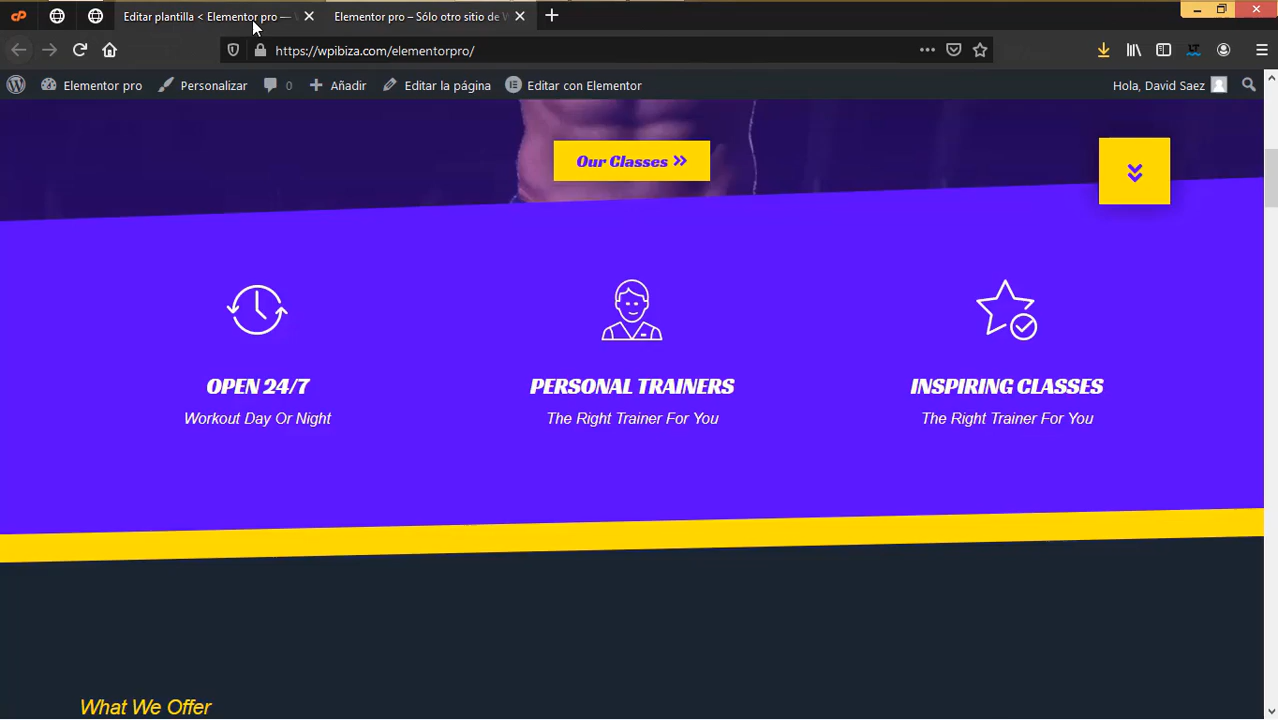 Editar plantilla < Elementor pro —
Elementor pro – Sólo otro sitio de
https://wpibiza.com/elementorpro/
Elementor pro
Personalizar
0
Añadir
Editar la página
Editar con Elementor
Hola, David Saez
Our Classes »
OPEN 24/7
Workout Day Or Night
PERSONAL TRAINERS
The Right Trainer For You
INSPIRING CLASSES
The Right Trainer For You
What We Offer